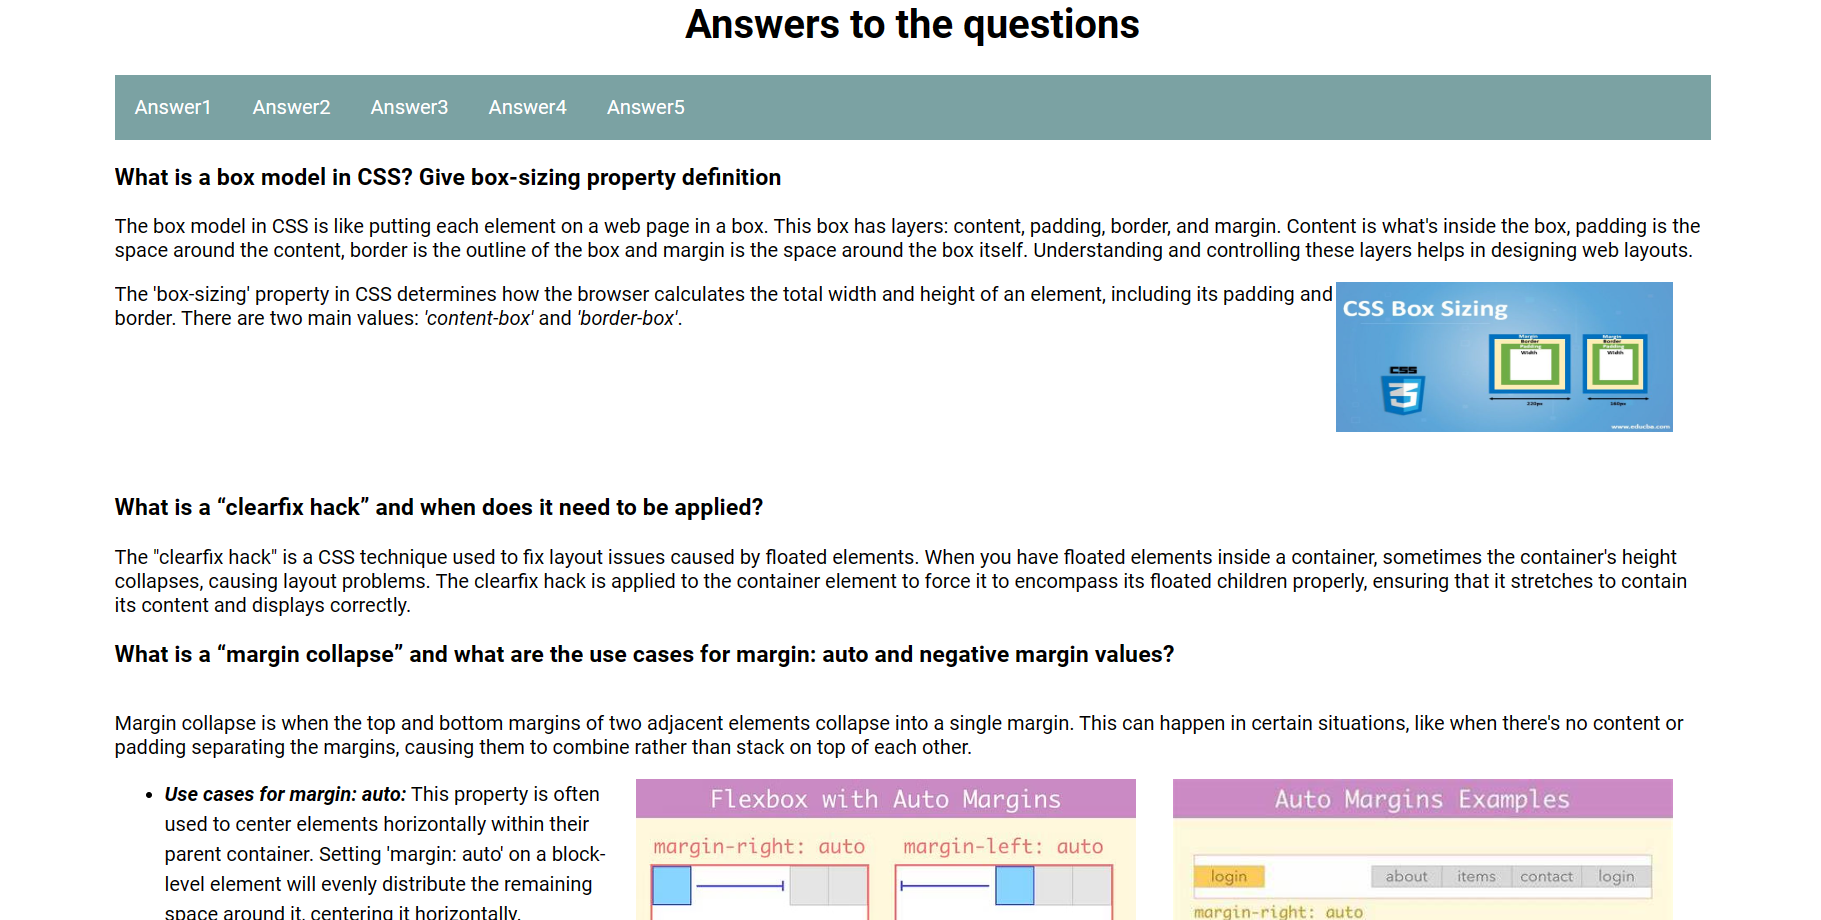 Answers to the questions
Answer1 Answer2 Answer3 Answer4 Answer5
What is a box model in CSS? Give box-sizing property definition
The box model in CSS is like putting each element on a web page in a box. This box has layers: content, padding, border, and margin. Content is what's inside the box, padding is the
space around the content, border is the outline of the box and margin is the space around the box itself. Understanding and controlling these layers helps in designing web layouts.
The 'box-sizing' property in CSS determines how the browser calculates the total width and height of an element, including its padding and
border. There are two main values: 'content-box' and 'border-box'.
CSS Box Sizing
Margin
Border
Padding
Width
220px
Margin
Border
Padding
Width
160px
CSS
3
www.educba.com
What is a “clearfix hack” and when does it need to be applied?
The "clearfix hack" is a CSS technique used to fix layout issues caused by floated elements. When you have floated elements inside a container, sometimes the container's height
collapses, causing layout problems. The clearfix hack is applied to the container element to force it to encompass its floated children properly, ensuring that it stretches to contain
its content and displays correctly.
What is a “margin collapse” and what are the use cases for margin: auto and negative margin values?
Margin collapse is when the top and bottom margins of two adjacent elements collapse into a single margin. This can happen in certain situations, like when there's no content or
padding separating the margins, causing them to combine rather than stack on top of each other.
• Use cases for margin: auto: This property is often
used to center elements horizontally within their
parent container. Setting 'margin: auto' on a block-
level element will evenly distribute the remaining
space around it, centering it horizontally.
Flexbox with Auto Margins
margin-right: auto
margin-left: auto
Auto Margins Examples
login about items contact login
margin-right: auto